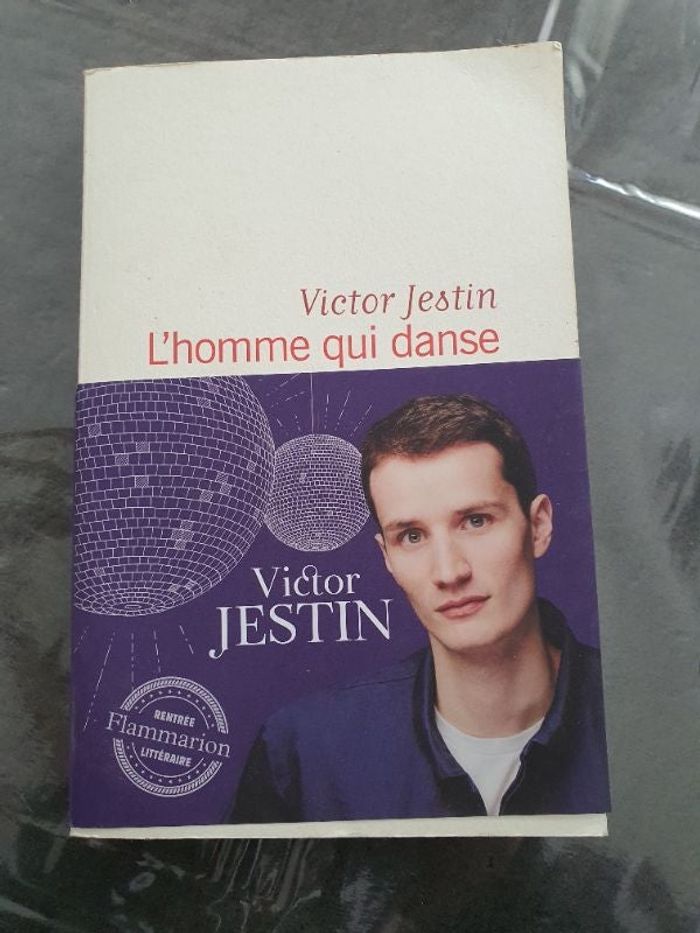 Victor Jestin
L'homme qui danse
Victor
JESTIN
RENTRÉE
Flammarion
LITTÉRAIRE